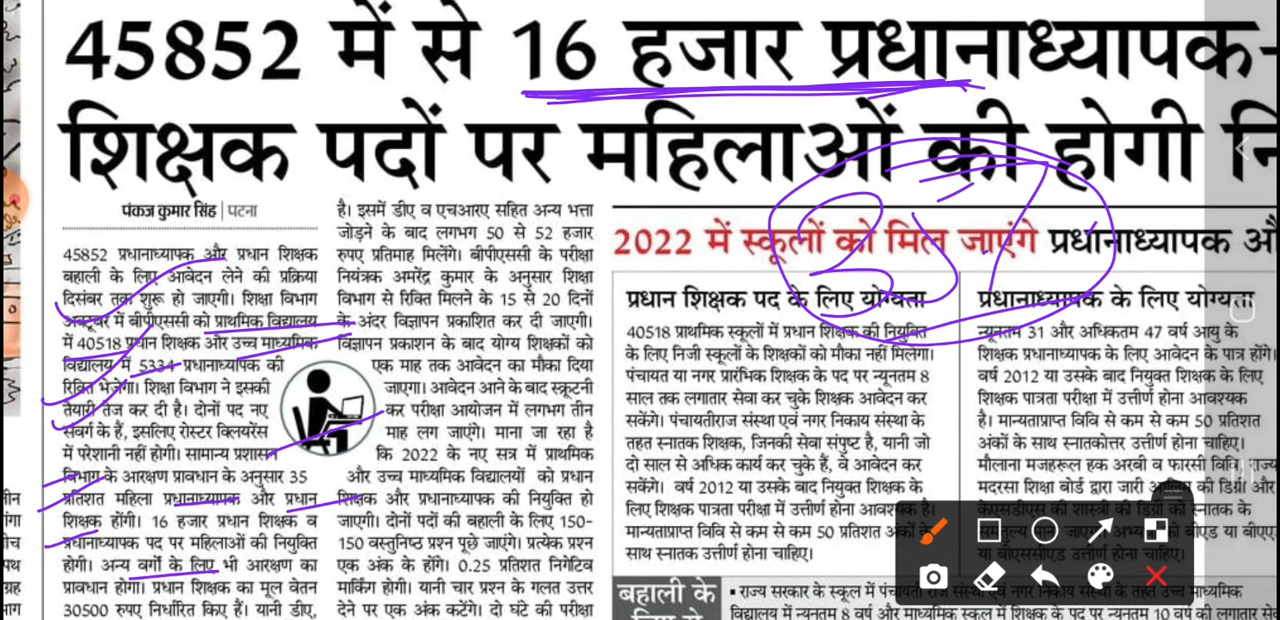 45852 में से 16 हजार प्रधानाध्यापक-
शिक्षक पदों पर महिलाओं की होगी
पंकज कुमार सिंह | पटना
45852 प्रधानाध्यापक और प्रधान शिक्षक
बहाली के लिए आवेदन लेने की प्रक्रिया
दिसंबर तक शुरू हो जाएगी। शिक्षा विभाग
अक्टूबर में बीपीएससी को प्राथमिक विद्यालय
में 40518 प्रधान शिक्षक और उच्च माध्यमिक
विद्यालय में 5334 प्रधानाध्यापक की
रिक्ति भेजेगा। शिक्षा विभाग ने इसकी
तैयारी तेज कर दी है। दोनों पद नए
संवर्ग के हैं, इसलिए रोस्टर क्लियरेंस
में परेशानी नहीं होगी। सामान्य प्रशासन
विभाग के आरक्षण प्रावधान के अनुसार 35
प्रतिशत महिला प्रधानाध्यापक और प्रधान
शिक्षक होंगी। 16 हजार प्रधान शिक्षक व
प्रधानाध्यापक पद पर महिलाओं की नियुक्ति
होगी। अन्य वर्गों के लिए भी आरक्षण का
प्रावधान होगा। प्रधान शिक्षक का मूल वेतन
30500 रुपए निर्धारित किए हैं। यानी डीए,
है। इसमें डीए व एचआरए सहित अन्य भत्ता
जोड़ने के बाद लगभग 50 से 52 हजार
रुपए प्रतिमाह मिलेंगे। बीपीएससी के परीक्षा
नियंत्रक अमरेंद्र कुमार के अनुसार शिक्षा
विभाग से रिक्ति मिलने के 15 से 20 दिनों
के अंदर विज्ञापन प्रकाशित कर दी जाएगी।
विज्ञापन प्रकाशन के बाद योग्य शिक्षकों को
एक माह तक आवेदन का मौका दिया
जाएगा। आवेदन आने के बाद स्क्रूटनी
कर परीक्षा आयोजन में लगभग तीन
माह लग जाएंगे। माना जा रहा है
कि 2022 के नए सत्र में प्राथमिक
और उच्च माध्यमिक विद्यालयों को प्रधान
शिक्षक और प्रधानाध्यापक की नियुक्ति हो
जाएगी। दोनों पदों की बहाली के लिए 150-
150 वस्तुनिष्ठ प्रश्न पूछे जाएंगे। प्रत्येक प्रश्न
एक अंक के होंगे। 0.25 प्रतिशत निगेटिव
मार्किंग होगी। यानी चार प्रश्न के गलत उत्तर
देने पर एक अंक कटेंगे। दो घंटे की परीक्षा
2022 में स्कूलों को मिल जाएंगे प्रधानाध्यापक औ
प्रधान शिक्षक पद के लिए योग्यता
40518 प्राथमिक स्कूलों में प्रधान शिक्षक की नियुक्ति
के लिए निजी स्कूलों के शिक्षकों को मौका नहीं मिलेगा।
पंचायत या नगर प्रारंभिक शिक्षक के पद पर न्यूनतम 8
साल तक लगातार सेवा कर चुके शिक्षक आवेदन कर
सकेंगे। पंचायतीराज संस्था एवं नगर निकाय संस्था के
तहत स्नातक शिक्षक, जिनकी सेवा संपुष्ट है, यानी जो
दो साल से अधिक कार्य कर चुके हैं, वे आवेदन कर
सकेंगे। वर्ष 2012 या उसके बाद नियुक्त शिक्षक के
लिए शिक्षक पात्रता परीक्षा में उत्तीर्ण होना आवश्यक है।
मान्यताप्राप्त विवि से कम से कम 50 प्रतिशत अंकों के
साथ स्नातक उत्तीर्ण होना चाहिए।
प्रधानाध्यापक के लिए योग्यता
न्यूनतम 31 और अधिकतम 47 वर्ष आयु के
शिक्षक प्रधानाध्यापक के लिए आवेदन के पात्र होंगे।
वर्ष 2012 या उसके बाद नियुक्त शिक्षक के लिए
शिक्षक पात्रता परीक्षा में उत्तीर्ण होना आवश्यक
है। मान्यताप्राप्त विवि से कम से कम 50 प्रतिशत
अंकों के साथ स्नातकोत्तर उत्तीर्ण होना चाहिए।
मौलाना मजहरूल हक अरबी व फारसी विवि, राज्य
मदरसा शिक्षा बोर्ड द्वारा जारी आलिम की डिग्री और
केएसडीएस की शास्त्री की डिग्री को स्नातक के
बहाली के
▪ राज्य सरकार के स्कूल में पंचायती राज संस्था एवं नगर निकाय संस्था के तहत उच्च माध्यमिक
विद्यालय में न्यूनतम 8 वर्ष और माध्यमिक स्कूल में शिक्षक के पद पर न्यूनतम 10 वर्ष की लगातार